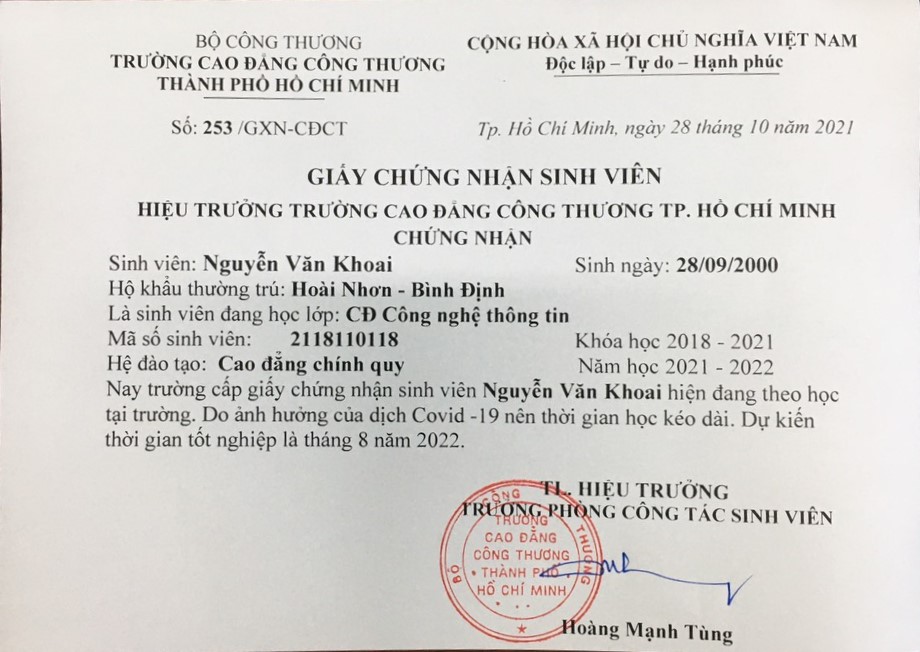 BỘ CÔNG THƯƠNG
TRƯỜNG CAO ĐẲNG CÔNG THƯƠNG
THÀNH PHỐ HỒ CHÍ MINH
CỘNG HÒA XÃ HỘI CHỦ NGHĨA VIỆT NAM
Độc lập – Tự do – Hạnh phúc
Số: 253 /GXN-CĐCT
Tp. Hồ Chí Minh, ngày 28 tháng 10 năm 2021
GIẤY CHỨNG NHẬN SINH VIÊN
HIỆU TRƯỞNG TRƯỜNG CAO ĐẲNG CÔNG THƯƠNG TP. HỒ CHÍ MINH
CHỨNG NHẬN
Sinh viên: Nguyễn Văn Khoai Sinh ngày: 28/09/2000
Hộ khẩu thường trú: Hoài Nhơn - Bình Định
Là sinh viên đang học lớp: CĐ Công nghệ thông tin
Mã số sinh viên: 2118110118 Khóa học 2018 - 2021
Hệ đào tạo: Cao đẳng chính quy Năm học 2021 - 2022
Nay trường cấp giấy chứng nhận sinh viên Nguyễn Văn Khoai hiện đang theo học
tại trường. Do ảnh hưởng của dịch Covid -19 nên thời gian học kéo dài. Dự kiến
thời gian tốt nghiệp là tháng 8 năm 2022.
TL. HIỆU TRƯỞNG
TRƯỞNG PHÒNG CÔNG TÁC SINH VIÊN
BỘ CÔNG THƯƠNG
TRƯỜNG
CAO ĐẲNG
CÔNG THƯƠNG
THÀNH PHỐ
HỒ CHÍ MINH
Hoàng Mạnh Tùng